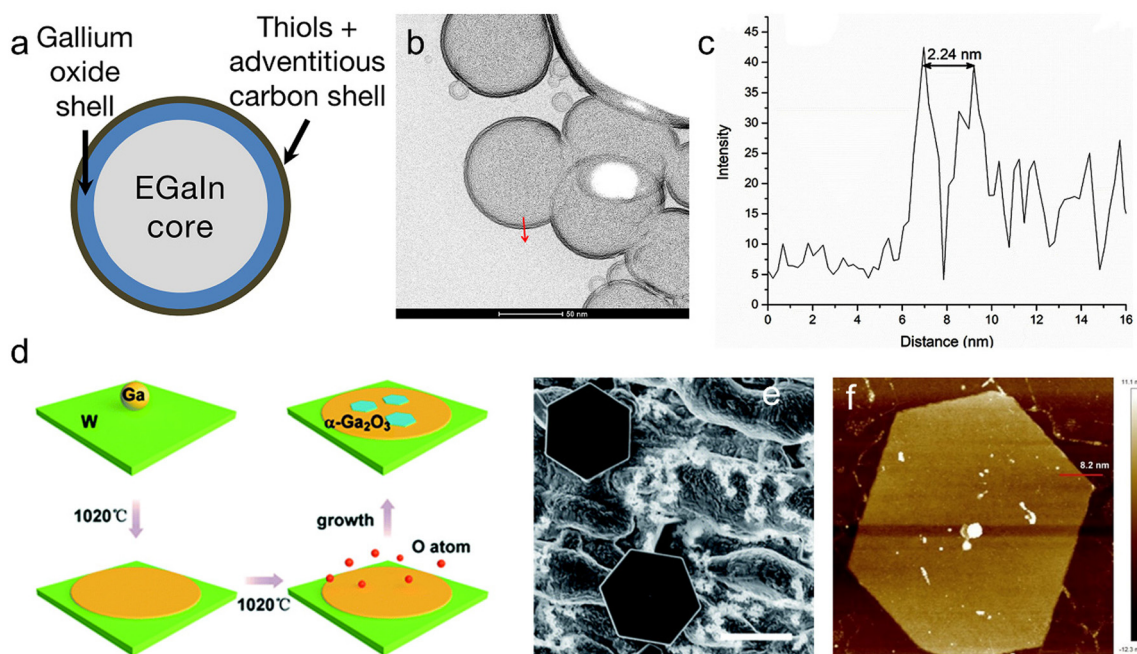 a
Gallium
oxide
shell
Thiols +
adventitious
carbon shell
EGaIn
core
b
50 nm
c
45
40
35
30
25
20
15
10
5
0
Intensity
2.24 nm
0 2 4 6 8 10 12 14 16
Distance (nm)
d
Ga
W
α-Ga₂O₃
1020℃
growth
O atom
1020℃
e
f
8.2 nm